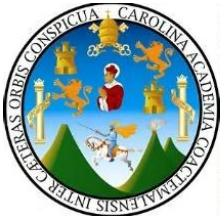 CAROLINA ACADEMIA COACTEMALENSIS INTER CÆTERAS ORBIS CONSPICUA